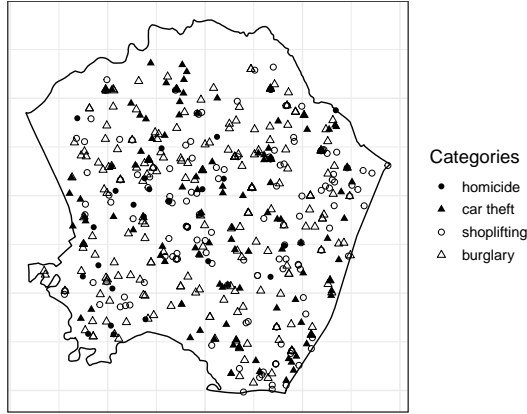 Categories
homicide
car theft
shoplifting
burglary